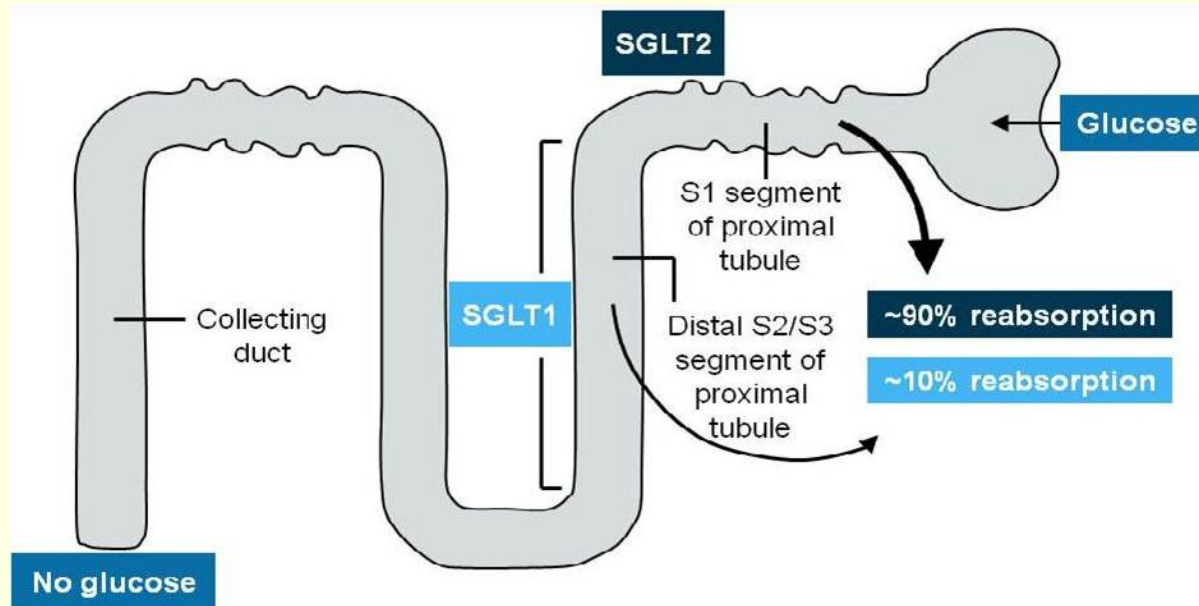 SGLT2
Glucose
S1 segment
of proximal
tubule
SGLT1
Collecting
duct
Distal S2/S3
segment of
proximal
tubule
~90% reabsorption
~10% reabsorption
No glucose